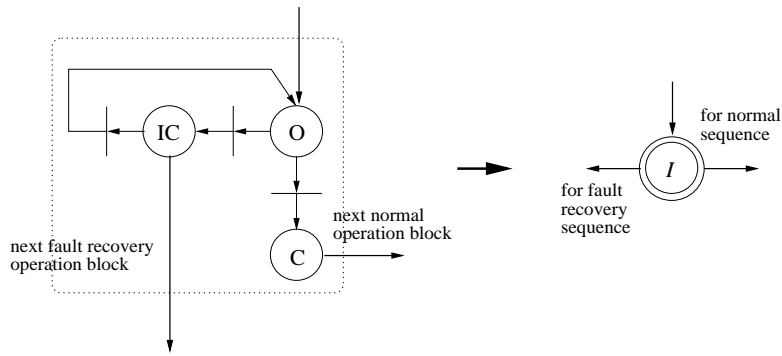 IC
O
C
next normal
operation block
next fault recovery
operation block
for normal
sequence
I
for fault
recovery
sequence